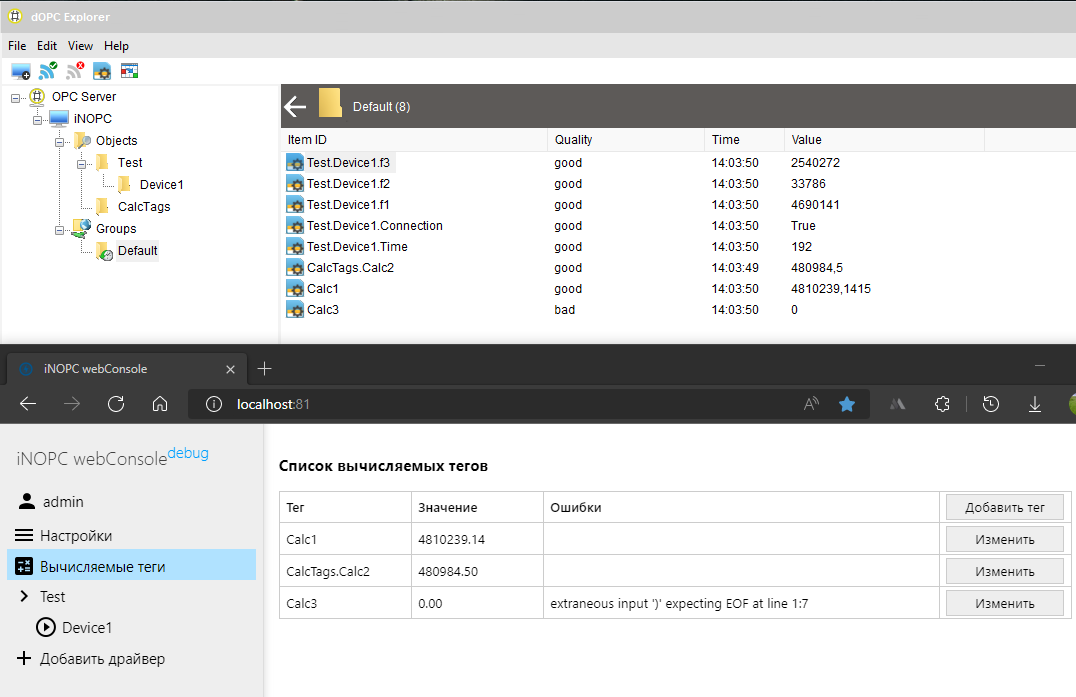 dOPC Explorer
File Edit View Help
OPC Server
iNOPC
Objects
Test
Device1
CalcTags
Groups
Default
Default (8)
Item ID Quality Time Value
Test.Device1.f3 good 14:03:50 2540272
Test.Device1.f2 good 14:03:50 33786
Test.Device1.f1 good 14:03:50 4690141
Test.Device1.Connection good 14:03:50 True
Test.Device1.Time good 14:03:50 192
CalcTags.Calc2 good 14:03:49 480984,5
Calc1 good 14:03:50 4810239,1415
Calc3 bad 14:03:50 0
iNOPC webConsole
localhost:81
iNOPC webConsole debug
admin
Настройки
Вычисляемые теги
Test
Device1
Добавить драйвер
Список вычисляемых тегов
Тег Значение Ошибки Добавить тег
Calc1 4810239.14 Изменить
CalcTags.Calc2 480984.50 Изменить
Calc3 0.00 extraneous input ')' expecting EOF at line 1:7 Изменить